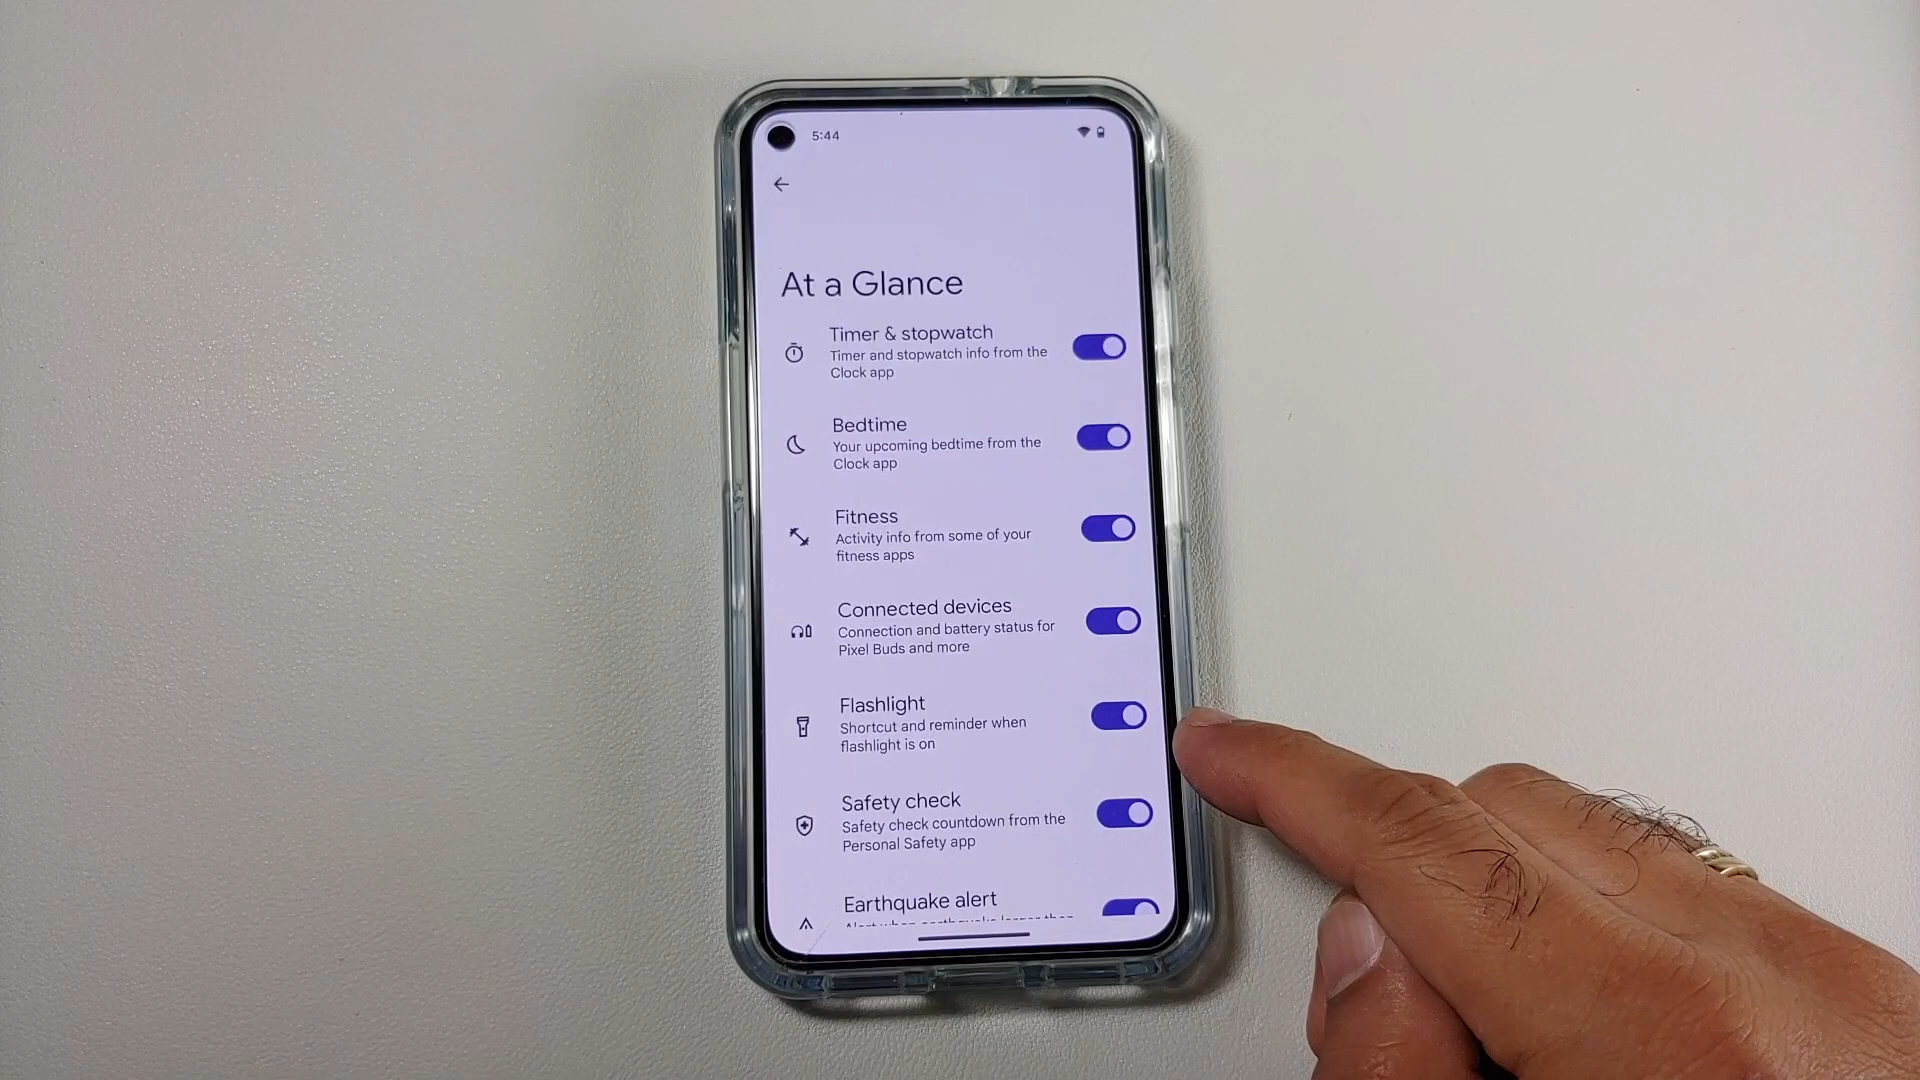 5:44
At a Glance
Timer & stopwatch
Timer and stopwatch info from the
Clock app
Bedtime
Your upcoming bedtime from the
Clock app
Fitness
Activity info from some of your
fitness apps
Connected devices
Connection and battery status for
Pixel Buds and more
Flashlight
Shortcut and reminder when
flashlight is on
Safety check
Safety check countdown from the
Personal Safety app
Earthquake alert